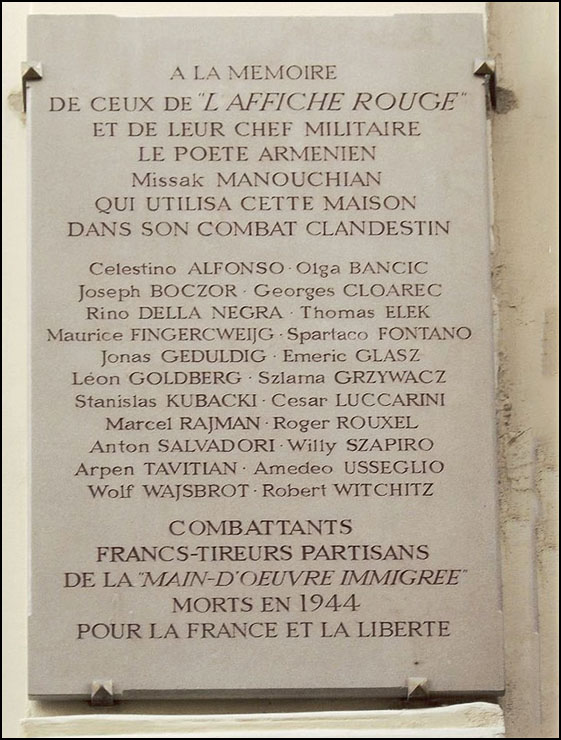 A LA MEMOIRE
DE CEUX DE "L'AFFICHE ROUGE"
ET DE LEUR CHEF MILITAIRE
LE POETE ARMENIEN
Missak MANOUCHIAN
QUI UTILISA CETTE MAISON
DANS SON COMBAT CLANDESTIN
Celestino ALFONSO · Olga BANCIC
Joseph BOCZOR · Georges CLOAREC
Rino DELLA NEGRA · Thomas ELEK
Maurice FINGERCWEIJG · Spartaco FONTANO
Jonas GEDULDIG · Emeric GLASZ
Léon GOLDBERG · Szlama GRZYWACZ
Stanislas KUBACKI · Cesar LUCCARINI
Marcel RAJMAN · Roger ROUXEL
Anton SALVADORI · Willy SZAPIRO
Arpen TAVITIAN · Amedeo USSEGLIO
Wolf WAJSBROT · Robert WITCHITZ
COMBATTANTS
FRANCS-TIREURS PARTISANS
DE LA "MAIN-D'OEUVRE IMMIGREE"
MORTS EN 1944
POUR LA FRANCE ET LA LIBERTE